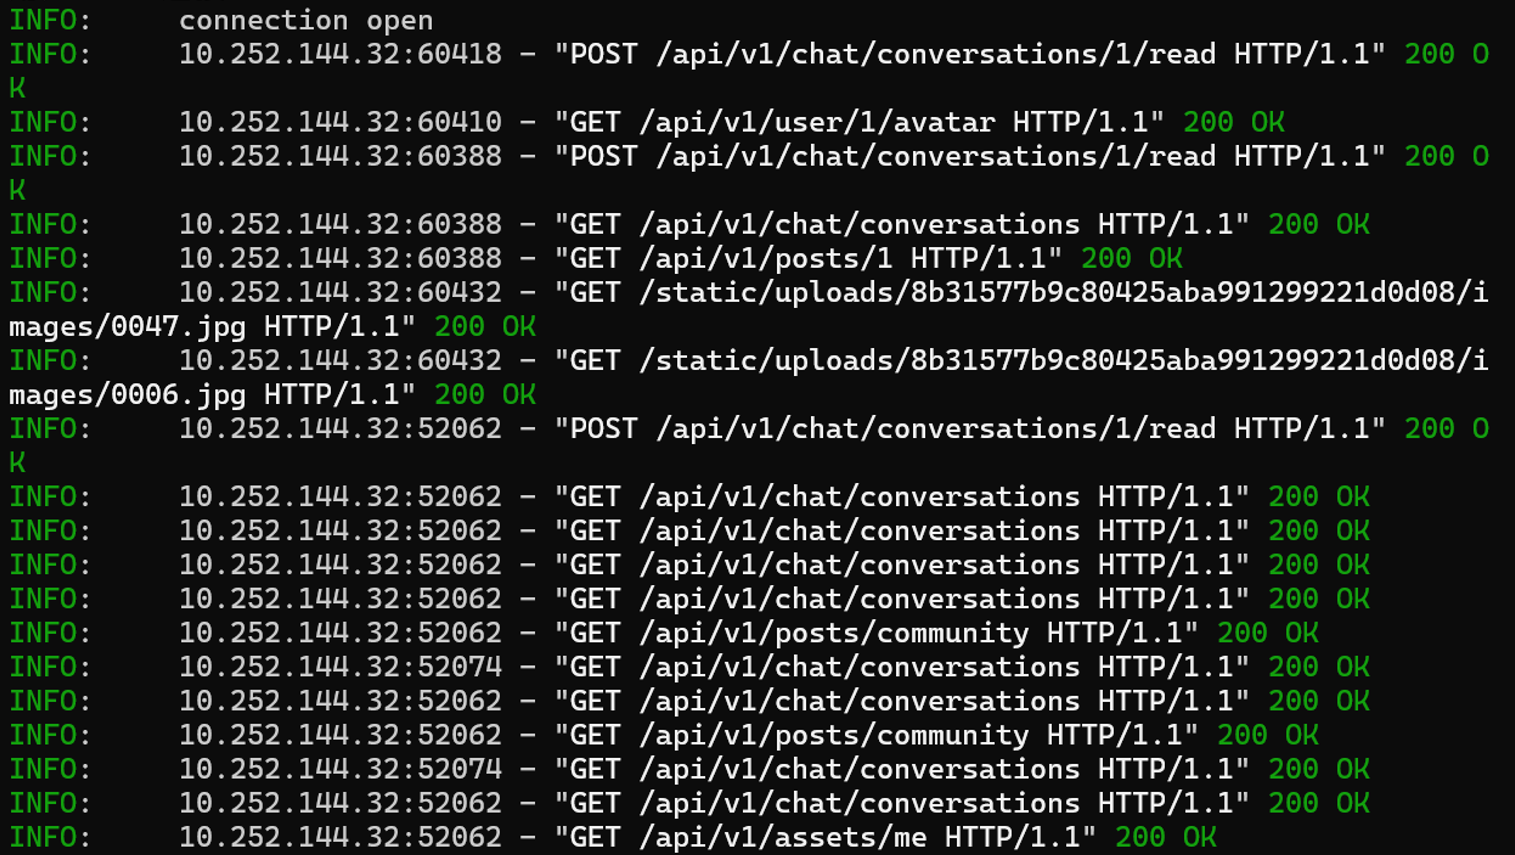 INFO:     connection open
INFO:     10.252.144.32:60418 - "POST /api/v1/chat/conversations/1/read HTTP/1.1" 200 O
K
INFO:     10.252.144.32:60410 - "GET /api/v1/user/1/avatar HTTP/1.1" 200 OK
INFO:     10.252.144.32:60388 - "POST /api/v1/chat/conversations/1/read HTTP/1.1" 200 O
K
INFO:     10.252.144.32:60388 - "GET /api/v1/chat/conversations HTTP/1.1" 200 OK
INFO:     10.252.144.32:60388 - "GET /api/v1/posts/1 HTTP/1.1" 200 OK
INFO:     10.252.144.32:60432 - "GET /static/uploads/8b31577b9c80425aba991299221d0d08/i
mages/0047.jpg HTTP/1.1" 200 OK
INFO:     10.252.144.32:60432 - "GET /static/uploads/8b31577b9c80425aba991299221d0d08/i
mages/0006.jpg HTTP/1.1" 200 OK
INFO:     10.252.144.32:52062 - "POST /api/v1/chat/conversations/1/read HTTP/1.1" 200 O
K
INFO:     10.252.144.32:52062 - "GET /api/v1/chat/conversations HTTP/1.1" 200 OK
INFO:     10.252.144.32:52062 - "GET /api/v1/chat/conversations HTTP/1.1" 200 OK
INFO:     10.252.144.32:52062 - "GET /api/v1/chat/conversations HTTP/1.1" 200 OK
INFO:     10.252.144.32:52062 - "GET /api/v1/chat/conversations HTTP/1.1" 200 OK
INFO:     10.252.144.32:52062 - "GET /api/v1/posts/community HTTP/1.1" 200 OK
INFO:     10.252.144.32:52074 - "GET /api/v1/chat/conversations HTTP/1.1" 200 OK
INFO:     10.252.144.32:52062 - "GET /api/v1/chat/conversations HTTP/1.1" 200 OK
INFO:     10.252.144.32:52062 - "GET /api/v1/posts/community HTTP/1.1" 200 OK
INFO:     10.252.144.32:52074 - "GET /api/v1/chat/conversations HTTP/1.1" 200 OK
INFO:     10.252.144.32:52062 - "GET /api/v1/chat/conversations HTTP/1.1" 200 OK
INFO:     10.252.144.32:52062 - "GET /api/v1/assets/me HTTP/1.1" 200 OK